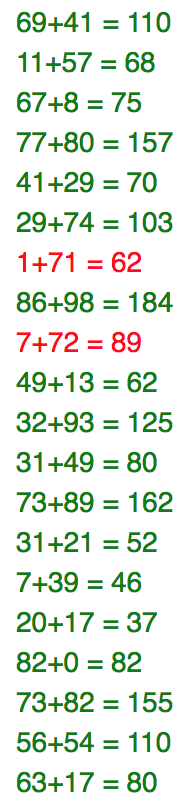 69+41 = 110
11+57 = 68
67+8 = 75
77+80 = 157
41+29 = 70
29+74 = 103
1+71 = 62
86+98 = 184
7+72 = 89
49+13 = 62
32+93 = 125
31+49 = 80
73+89 = 162
31+21 = 52
7+39 = 46
20+17 = 37
82+0 = 82
73+82 = 155
56+54 = 110
63+17 = 80